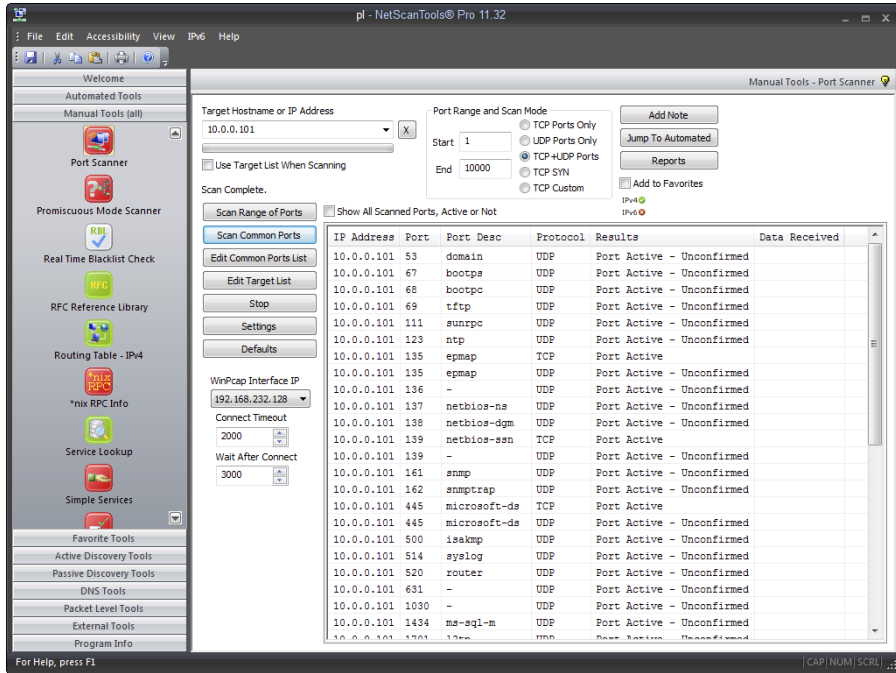 pl - NetScanTools® Pro 11.32
File Edit Accessibility View IPv6 Help
Welcome
Automated Tools
Manual Tools (all)
Port Scanner
Promiscuous Mode Scanner
RBL
Real Time Blacklist Check
RFC
RFC Reference Library
Routing Table - IPv4
*nix
RPC
*nix RPC Info
Service Lookup
Simple Services
Favorite Tools
Active Discovery Tools
Passive Discovery Tools
DNS Tools
Packet Level Tools
External Tools
Program Info
Manual Tools - Port Scanner
Target Hostname or IP Address
10.0.0.101
X
Use Target List When Scanning
Scan Complete.
Port Range and Scan Mode
Start 1
End 10000
TCP Ports Only
UDP Ports Only
TCP+UDP Ports
TCP SYN
TCP Custom
Add Note
Jump To Automated
Reports
Add to Favorites
IPv4
IPv6
Show All Scanned Ports, Active or Not
Scan Range of Ports
Scan Common Ports
Edit Common Ports List
Edit Target List
Stop
Settings
Defaults
WinPcap Interface IP
192.168.232.128
Connect Timeout
2000
Wait After Connect
3000
IP Address Port Port Desc Protocol Results Data Received
10.0.0.101 53 domain UDP Port Active - Unconfirmed
10.0.0.101 67 bootps UDP Port Active - Unconfirmed
10.0.0.101 68 bootpc UDP Port Active - Unconfirmed
10.0.0.101 69 tftp UDP Port Active - Unconfirmed
10.0.0.101 111 sunrpc UDP Port Active - Unconfirmed
10.0.0.101 123 ntp UDP Port Active - Unconfirmed
10.0.0.101 135 epmap TCP Port Active
10.0.0.101 135 epmap UDP Port Active - Unconfirmed
10.0.0.101 136 - UDP Port Active - Unconfirmed
10.0.0.101 137 netbios-ns UDP Port Active - Unconfirmed
10.0.0.101 138 netbios-dgm UDP Port Active - Unconfirmed
10.0.0.101 139 netbios-ssn TCP Port Active
10.0.0.101 139 - UDP Port Active - Unconfirmed
10.0.0.101 161 snmp UDP Port Active - Unconfirmed
10.0.0.101 162 snmptrap UDP Port Active - Unconfirmed
10.0.0.101 445 microsoft-ds TCP Port Active
10.0.0.101 445 microsoft-ds UDP Port Active - Unconfirmed
10.0.0.101 500 isakmp UDP Port Active - Unconfirmed
10.0.0.101 514 syslog UDP Port Active - Unconfirmed
10.0.0.101 520 router UDP Port Active - Unconfirmed
10.0.0.101 631 - UDP Port Active - Unconfirmed
10.0.0.101 1030 - UDP Port Active - Unconfirmed
10.0.0.101 1434 ms-sql-m UDP Port Active - Unconfirmed
10.0.0.101 1701 l2tp UDP Port Active - Unconfirmed
For Help, press F1
CAP NUM SCRL